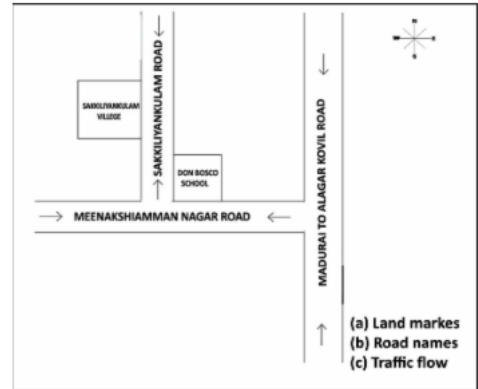 N
W
E
S
SAKKILIYANKULAM ROAD
MADURAI TO ALAGAR KOVIL ROAD
SAKKILIYANKULAM
VILLEGE
DON BOSCO
SCHOOL
MEENAKSHIAMMAN NAGAR ROAD
(a) Land markes
(b) Road names
(c) Traffic flow